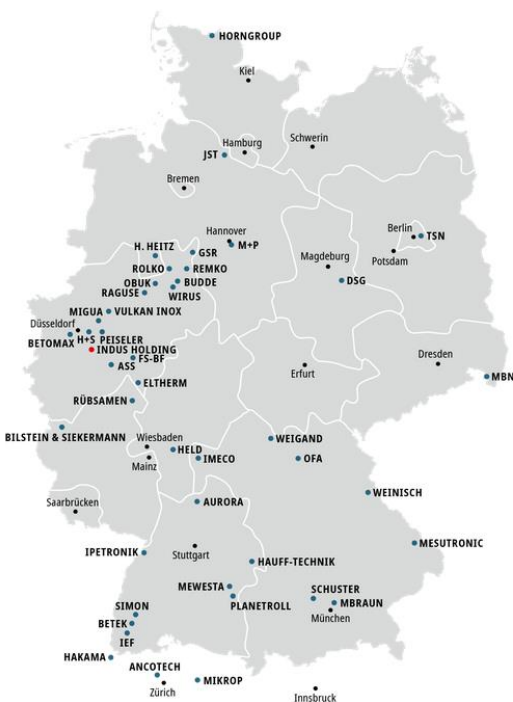 HORNGROUP
Kiel
Hamburg
Schwerin
JST
Bremen
Hannover
M+P
Berlin
TSN
H. HEITZ
GSR
Potsdam
Magdeburg
ROLKO
REMKO
DSG
OBUK
BUDDE
RAGUSE
WIRUS
MIGUA
VULKAN INOX
Düsseldorf
BETOMAX
H+S
PEISELER
INDUS HOLDING
FS-BF
ASS
Dresden
Erfurt
MBN
ELTHERM
RÜBSAMEN
BILSTEIN & SIEKERMANN
Wiesbaden
HELD
WEIGAND
Mainz
IMECO
OFA
WEINISCH
Saarbrücken
AURORA
MESUTRONIC
IPETRONIK
Stuttgart
HAUFF-TECHNIK
MEWESTA
SCHUSTER
PLANETROLL
MBRAUN
München
SIMON
BETEK
IEF
HAKAMA
ANCOTECH
Zürich
MIKROP
Innsbruck